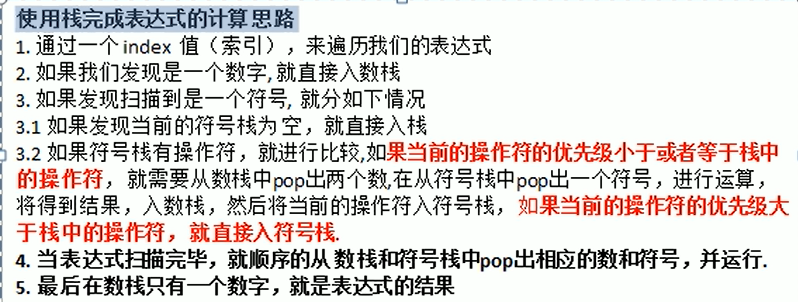 使用栈完成表达式的计算思路
1. 通过一个 index 值（索引），来遍历我们的表达式
2. 如果我们发现是一个数字, 就直接入数栈
3. 如果发现扫描到是一个符号, 就分如下情况
3.1 如果发现当前的符号栈为 空，就直接入栈
3.2 如果符号栈有操作符，就进行比较,如果当前的操作符的优先级小于或者等于栈中
的操作符， 就需要从数栈中pop出两个数,在从符号栈中pop出一个符号，进行运算，
将得到结果，入数栈，然后将当前的操作符入符号栈， 如果当前的操作符的优先级大
于栈中的操作符， 就直接入符号栈.
4. 当表达式扫描完毕，就顺序的从 数栈和符号栈中pop出相应的数和符号，并运行.
5. 最后在数栈只有一个数字，就是表达式的结果